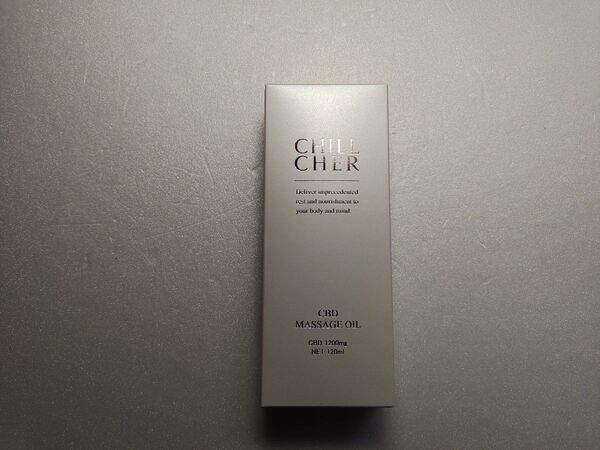 CHILL
CHER
Deliver unprecedented
rest and nourishment to
your body and mind.
CBD
MASSAGE OIL
CBD 1200mg
NET 120ml